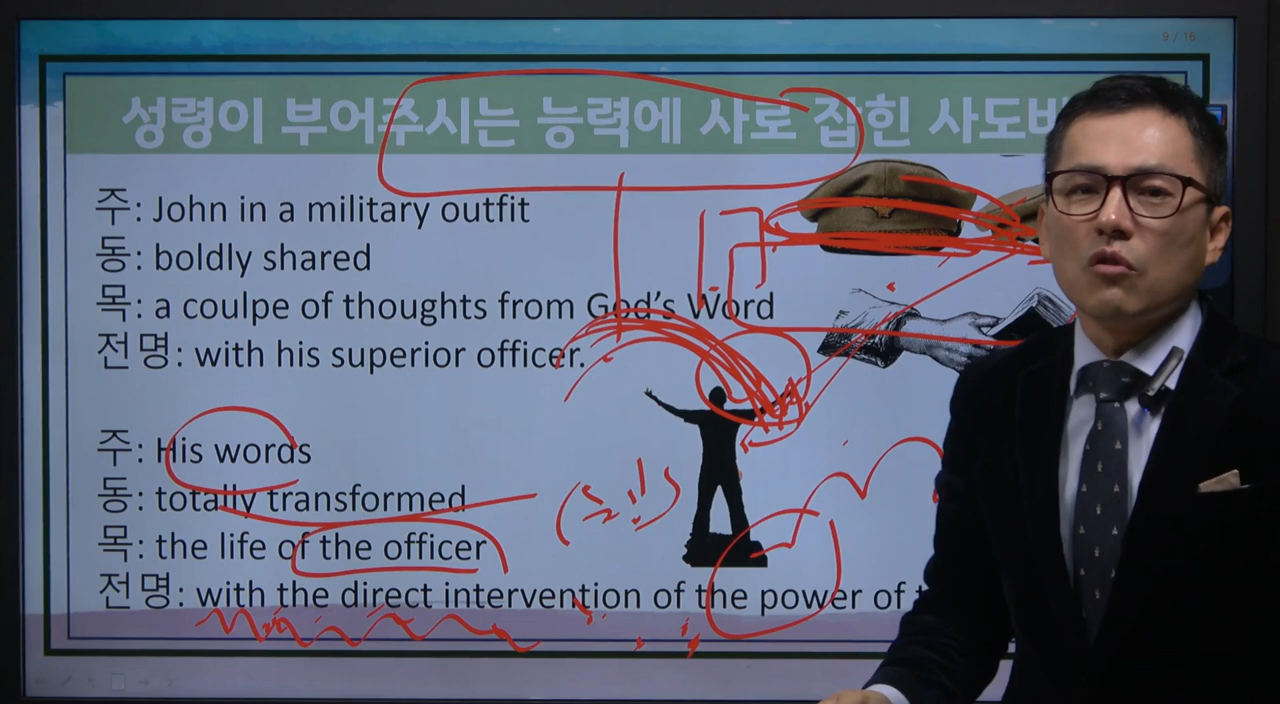 9 / 16
성령이 부어주시는 능력에 사로 잡힌 사도바
주: John in a military outfit
동: boldly shared
목: a coulpe of thoughts from God's Word
전명: with his superior officer.
주: His words
동: totally transformed
목: the life of the officer
전명: with the direct intervention of the power of